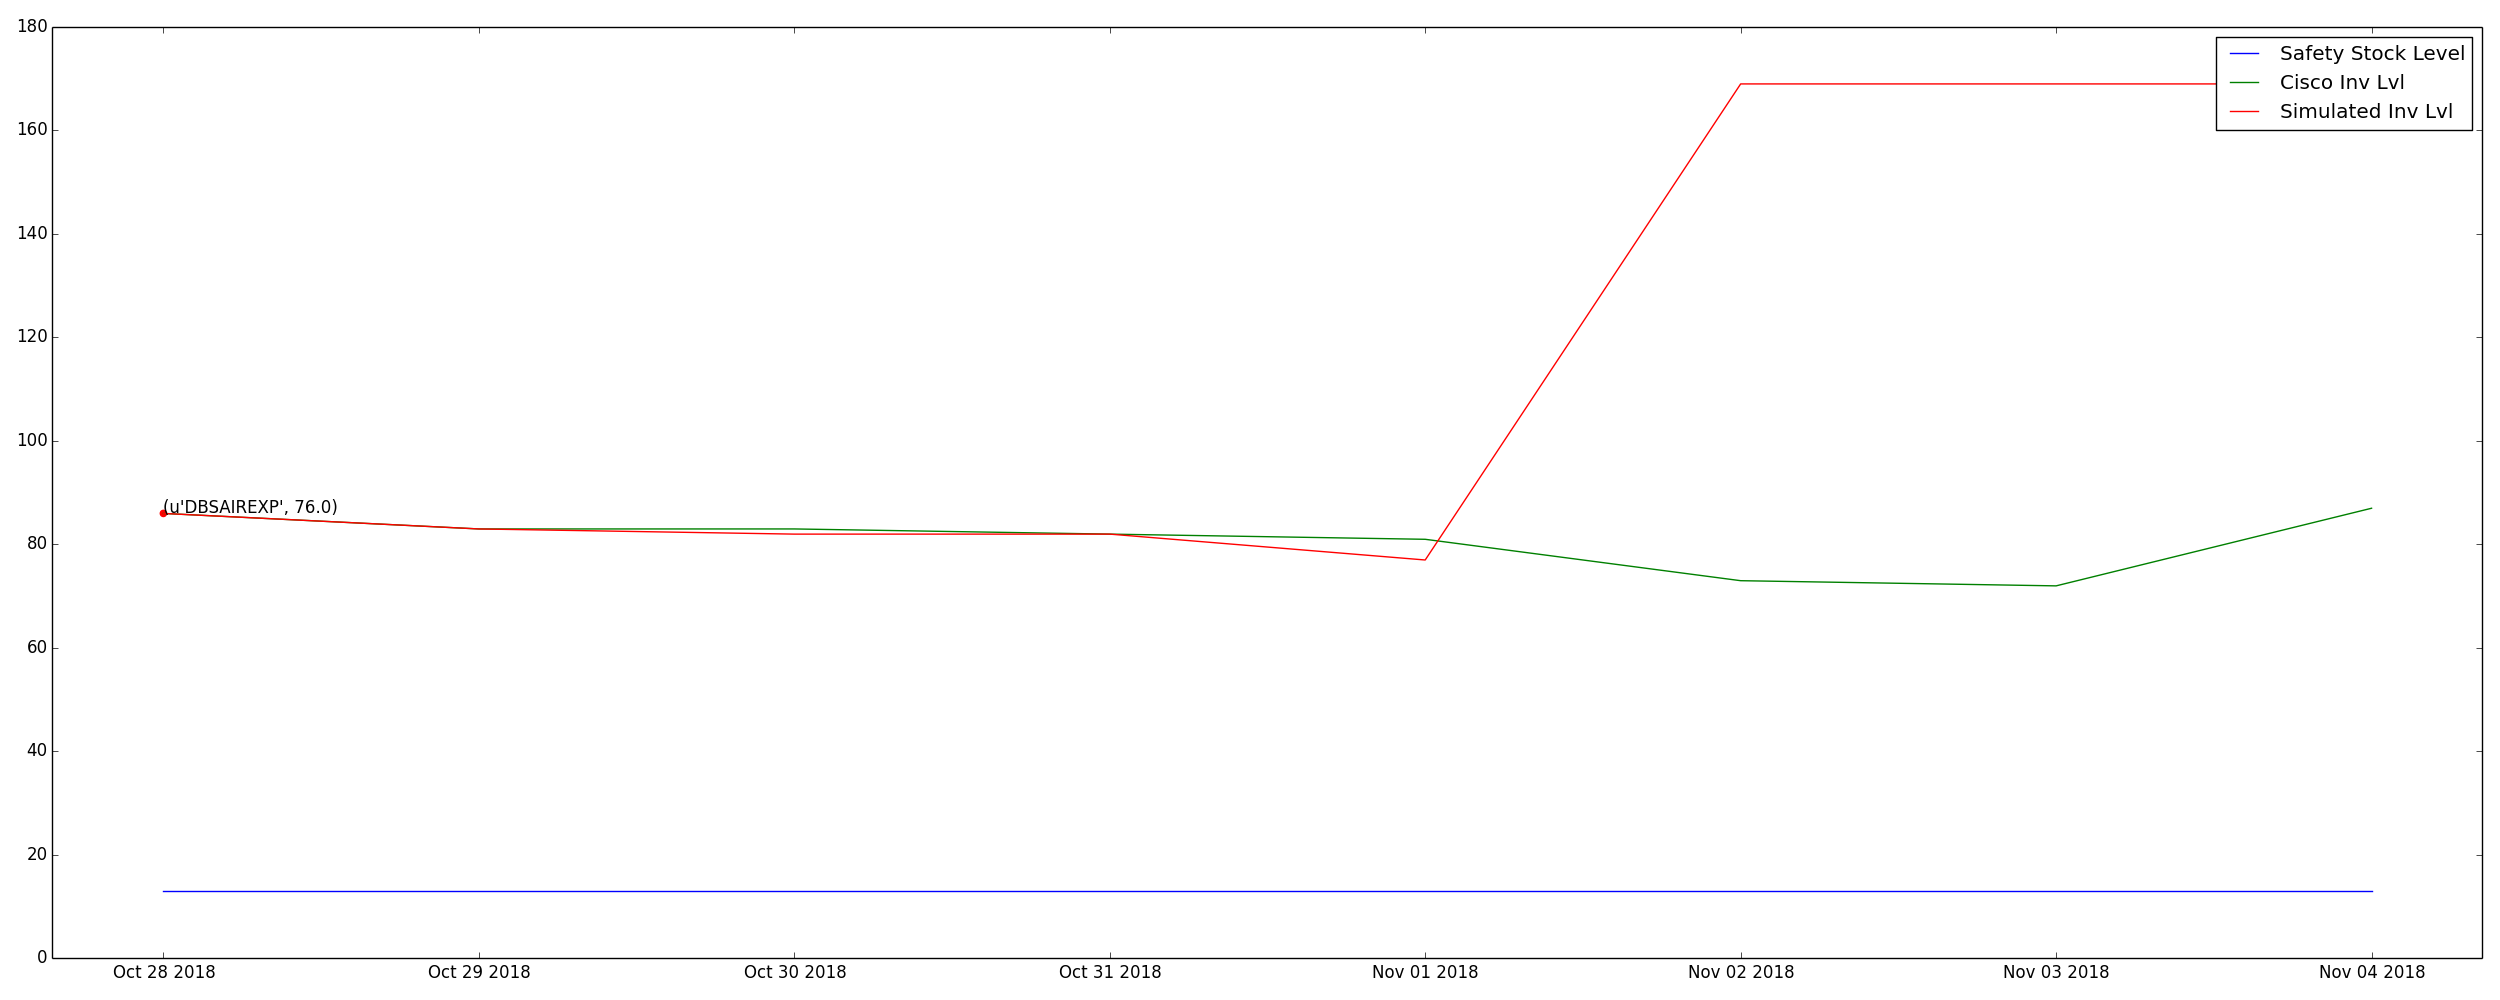 180
160
140
120
100
80
60
40
20
0
Safety Stock Level
Cisco Inv Lvl
Simulated Inv Lvl
(u'DBSAIREXP', 76.0)
Oct 28 2018
Oct 29 2018
Oct 30 2018
Oct 31 2018
Nov 01 2018
Nov 02 2018
Nov 03 2018
Nov 04 2018